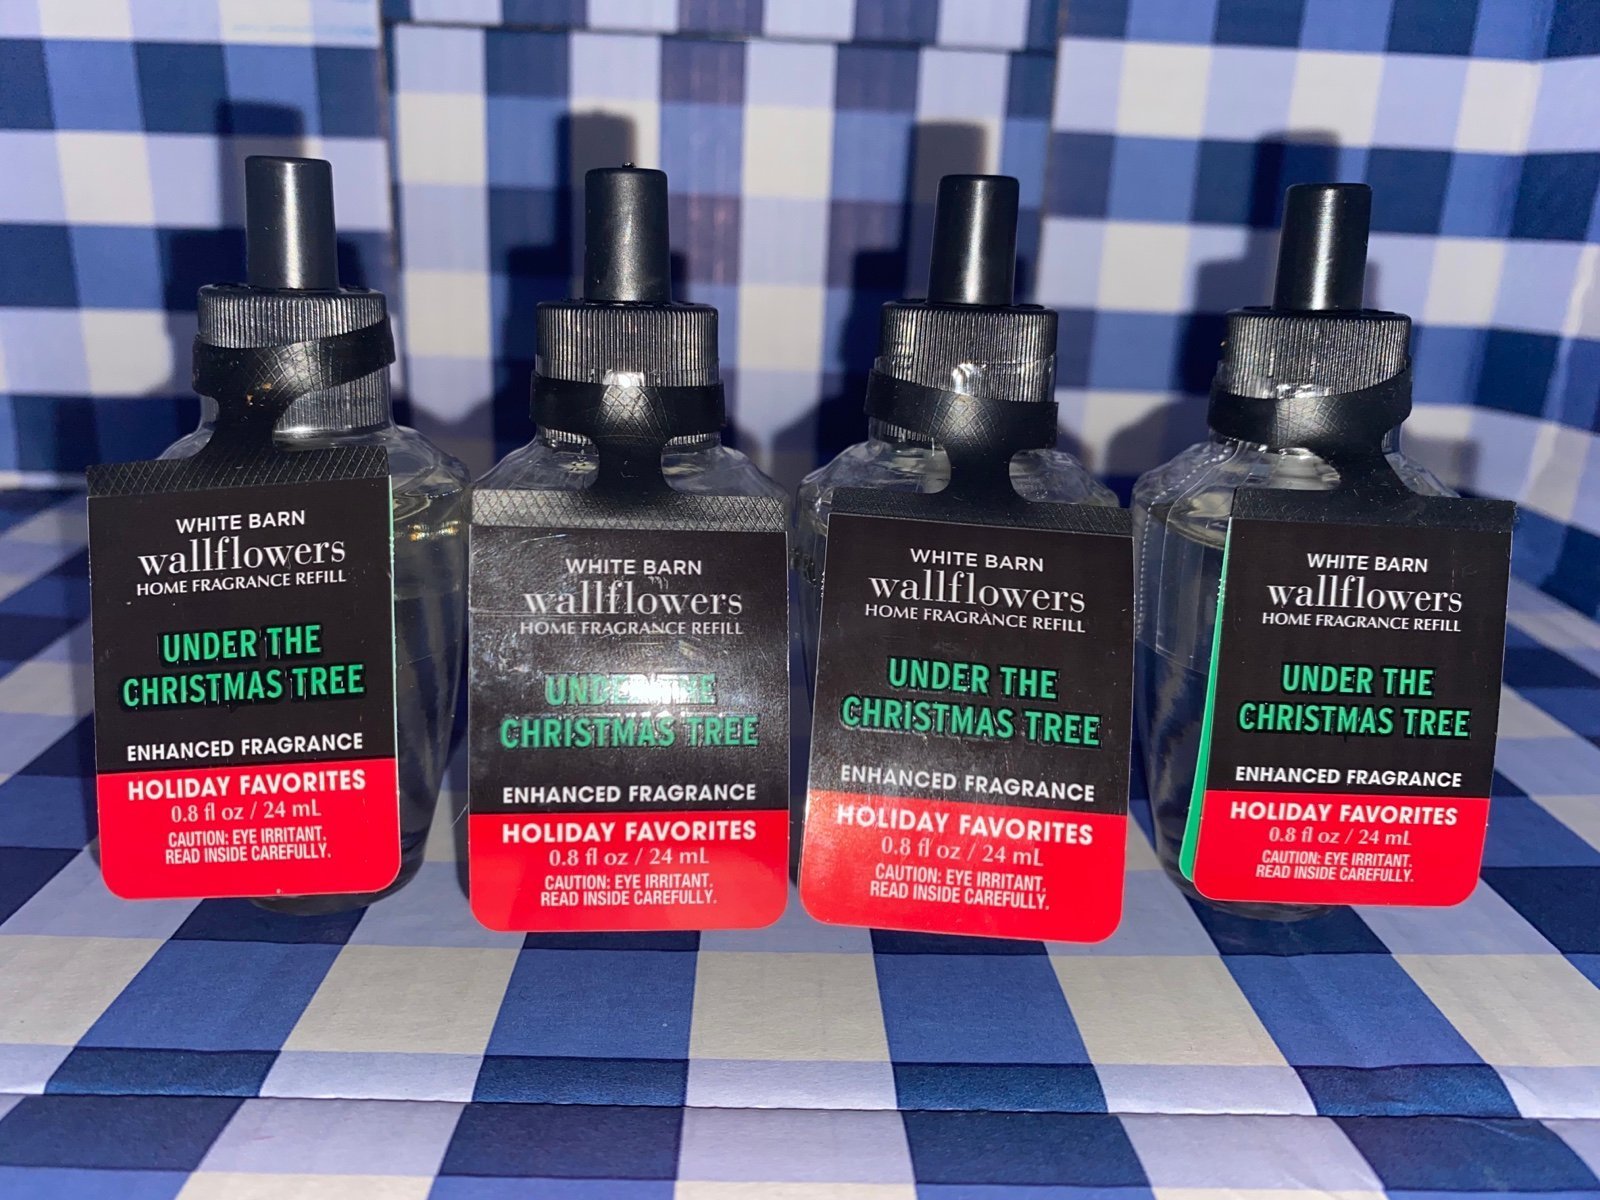 WHITE BARN
wallflowers
HOME FRAGRANCE REFILL
UNDER THE
CHRISTMAS TREE
ENHANCED FRAGRANCE
HOLIDAY FAVORITES
0.8 fl oz / 24 mL
CAUTION: EYE IRRITANT.
READ INSIDE CAREFULLY.
WHITE BARN
wallflowers
HOME FRAGRANCE REFILL
UNDER THE
CHRISTMAS TREE
ENHANCED FRAGRANCE
HOLIDAY FAVORITES
0.8 fl oz / 24 mL
CAUTION: EYE IRRITANT.
READ INSIDE CAREFULLY.
WHITE BARN
wallflowers
HOME FRAGRANCE REFILL
UNDER THE
CHRISTMAS TREE
ENHANCED FRAGRANCE
HOLIDAY FAVORITES
0.8 fl oz / 24 mL
CAUTION: EYE IRRITANT.
READ INSIDE CAREFULLY.
WHITE BARN
wallflowers
HOME FRAGRANCE REFILL
UNDER THE
CHRISTMAS TREE
ENHANCED FRAGRANCE
HOLIDAY FAVORITES
0.8 fl oz / 24 mL
CAUTION: EYE IRRITANT.
READ INSIDE CAREFULLY.